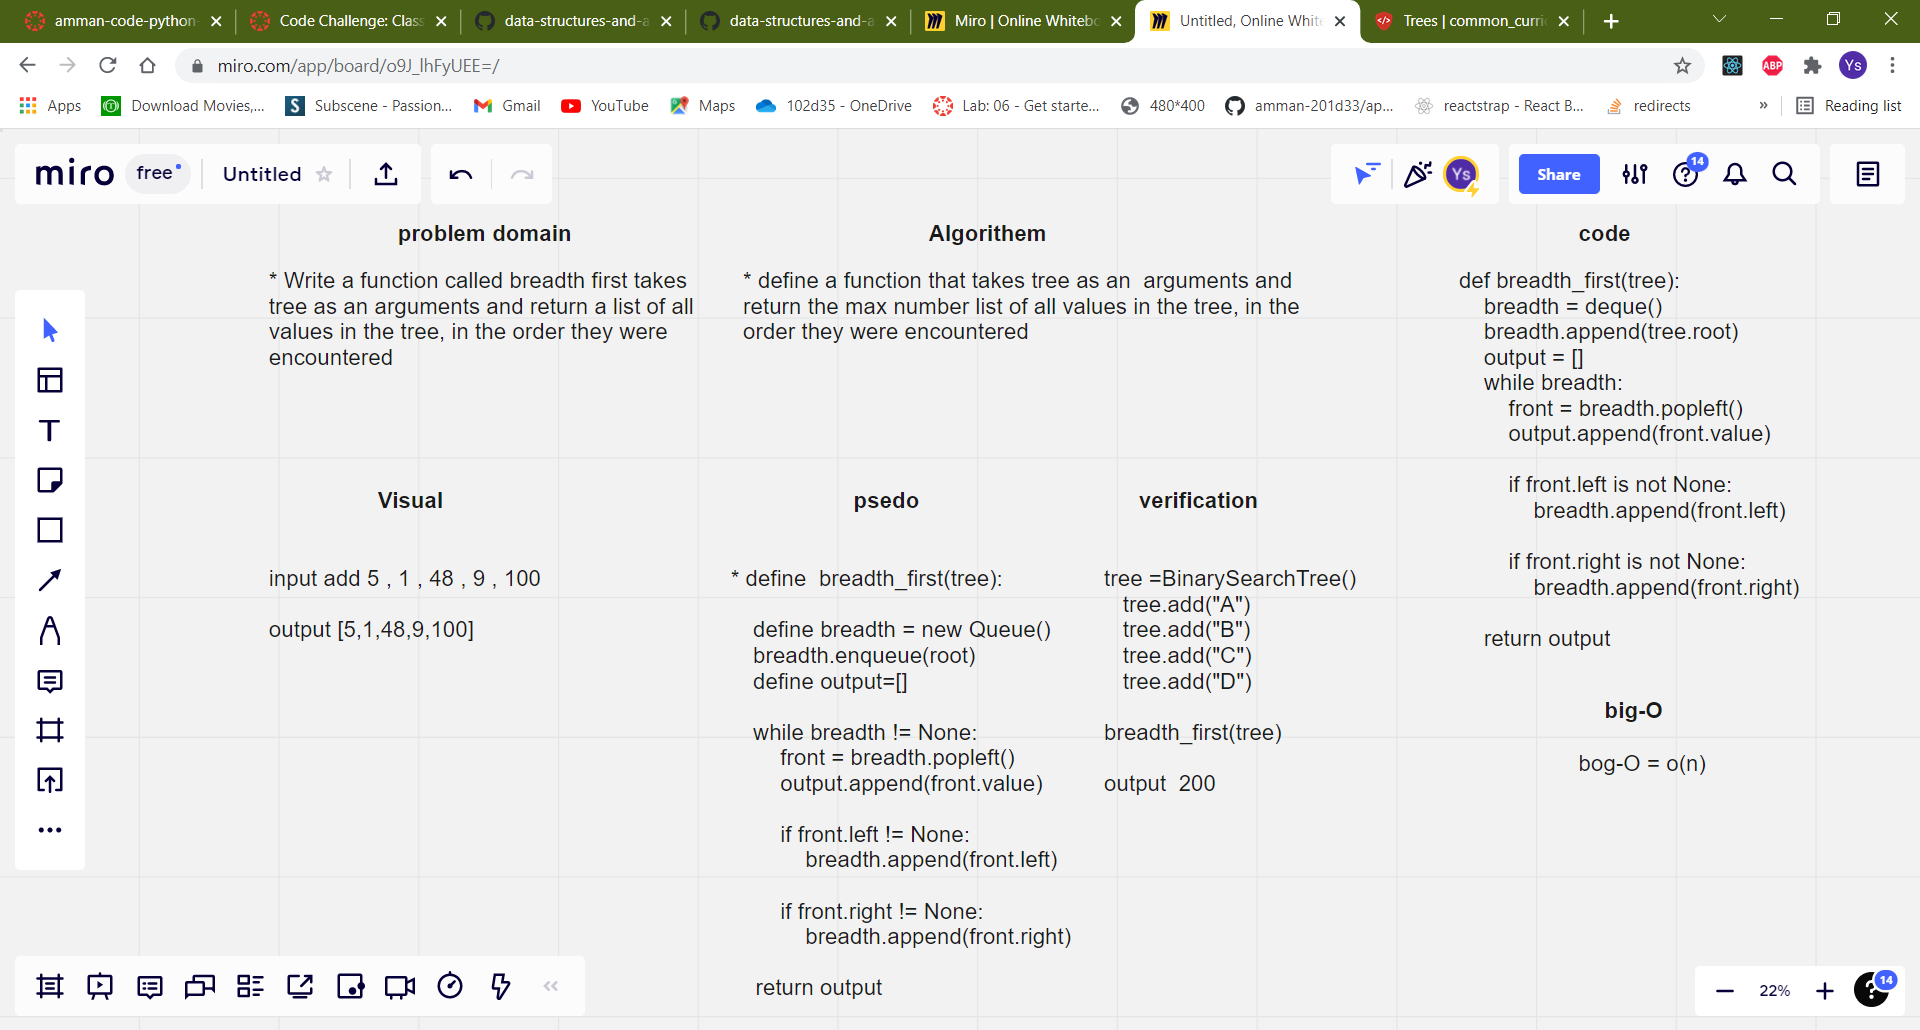 amman-code-python-
Code Challenge: Class
data-structures-and-a
data-structures-and-a
Miro | Online Whitebo
Untitled, Online White
Trees | common_curri
miro.com/app/board/o9J_lhFyUEE=/
ABP
Ys
Apps
Download Movies,...
Subscene - Passion...
Gmail
YouTube
Maps
102d35 - OneDrive
Lab: 06 - Get starte...
480*400
amman-201d33/ap...
reactstrap - React B...
redirects
»
Reading list
miro
free
Untitled
Ys
Share
14
problem domain
* Write a function called breadth first takes
tree as an arguments and return a list of all
values in the tree, in the order they were
encountered
Algorithem
* define a function that takes tree as an  arguments and
return the max number list of all values in the tree, in the
order they were encountered
code
def breadth_first(tree):
breadth = deque()
breadth.append(tree.root)
output = []
while breadth:
front = breadth.popleft()
output.append(front.value)
if front.left is not None:
breadth.append(front.left)
if front.right is not None:
breadth.append(front.right)
return output
Visual
input add 5 , 1 , 48 , 9 , 100
output [5,1,48,9,100]
psedo
* define  breadth_first(tree):
define breadth = new Queue()
breadth.enqueue(root)
define output=[]
while breadth != None:
front = breadth.popleft()
output.append(front.value)
if front.left != None:
breadth.append(front.left)
if front.right != None:
breadth.append(front.right)
return output
verification
tree =BinarySearchTree()
tree.add("A")
tree.add("B")
tree.add("C")
tree.add("D")
breadth_first(tree)
output  200
big-O
bog-O = o(n)
22%
14